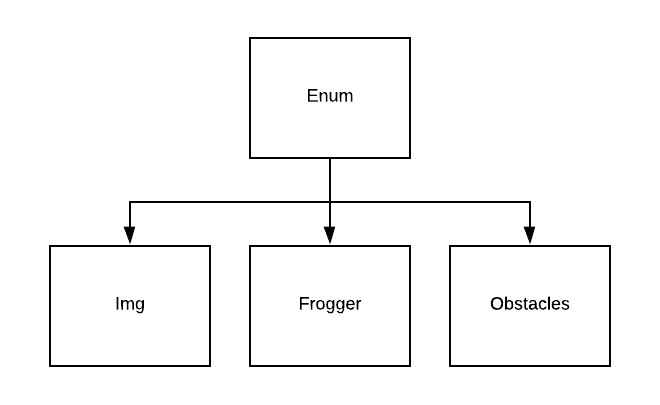 Enum
Img
Frogger
Obstacles